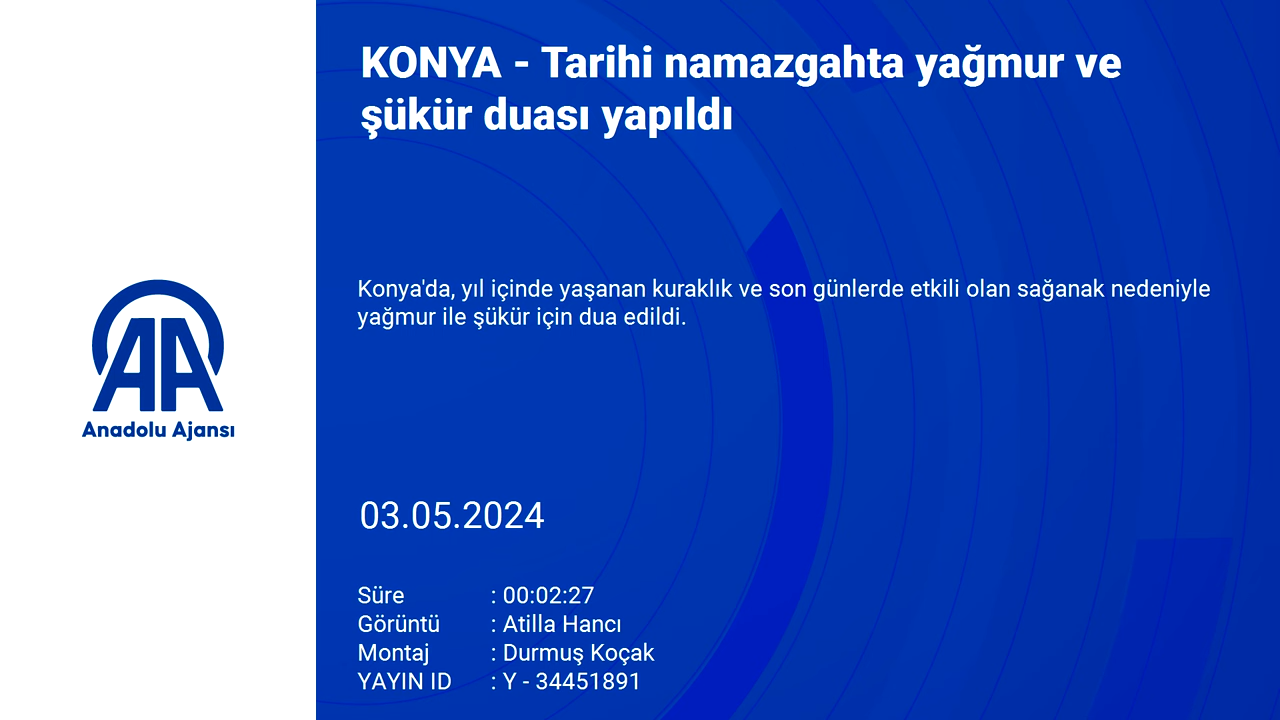 KONYA - Tarihi namazgahta yağmur ve
şükür duası yapıldı
Konya'da, yıl içinde yaşanan kuraklık ve son günlerde etkili olan sağanak nedeniyle
yağmur ile şükür için dua edildi.
AA
Anadolu Ajansı
03.05.2024
Süre : 00:02:27
Görüntü : Atilla Hancı
Montaj : Durmuş Koçak
YAYIN ID : Y - 34451891